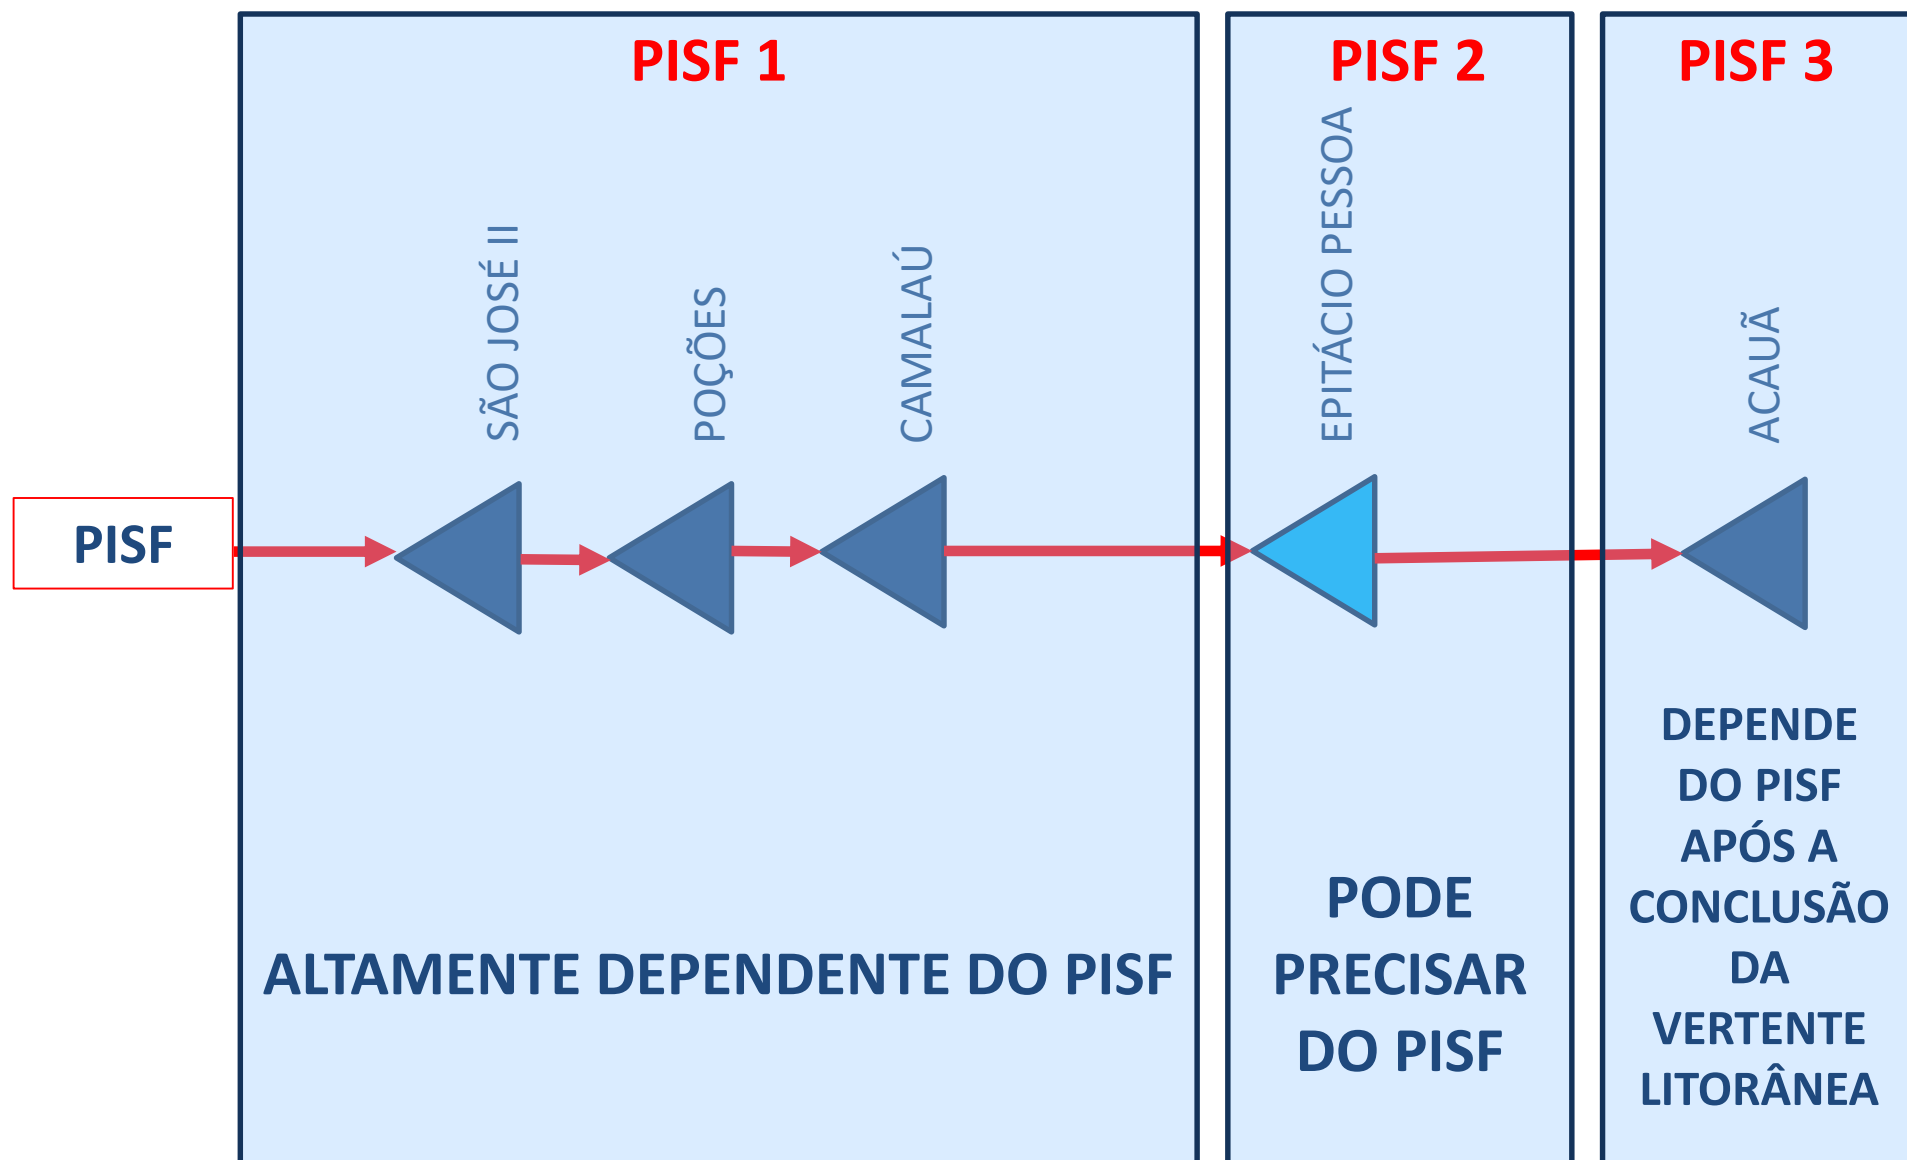 PISF 1
PISF 2
PISF 3
SÃO JOSÉ II
POÇÕES
CAMALAÚ
EPITÁCIO PESSOA
ACAUÃ
PISF
ALTAMENTE DEPENDENTE DO PISF
PODE
PRECISAR
DO PISF
DEPENDE
DO PISF
APÓS A
CONCLUSÃO
DA
VERTENTE
LITORÂNEA